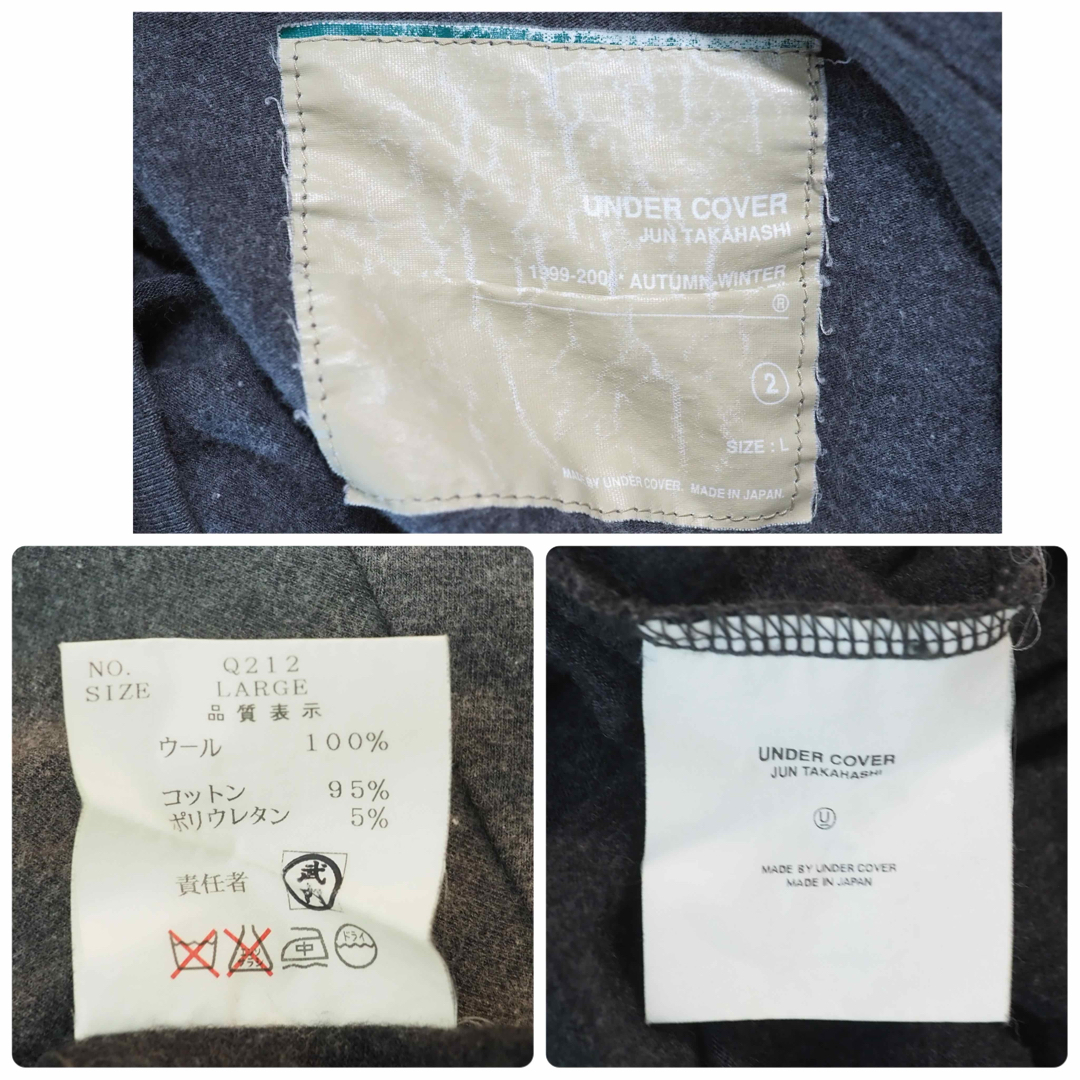 UNDER COVER
JUN TAKAHASHI
AUTUMN-WINTER
®
2
SIZE : L
MADE BY UNDER COVER. MADE IN JAPAN.
NO. Q212
SIZE LARGE
品質表示
ウール 100%
コットン 95%
ポリウレタン 5%
責任者 武
中 ドライ
UNDER COVER
JUN TAKAHASHI
U
MADE BY UNDER COVER
MADE IN JAPAN